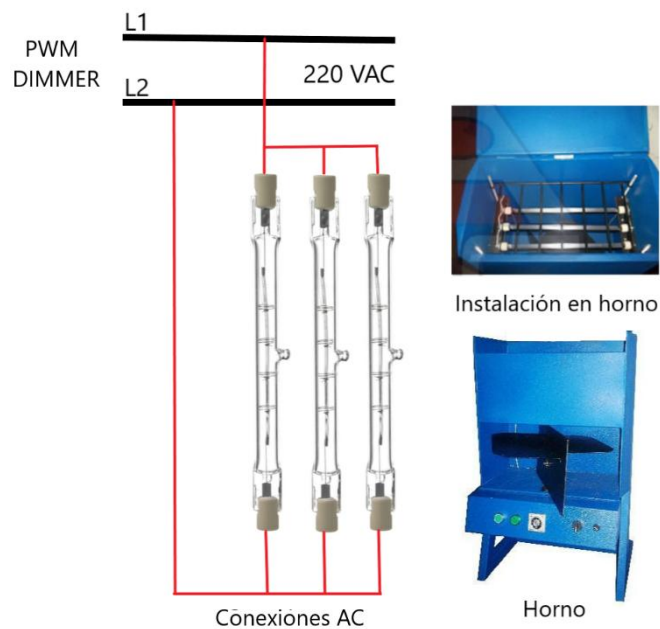 L1
PWM
DIMMER
220 VAC
L2
Instalación en horno
Conexiones AC
Horno